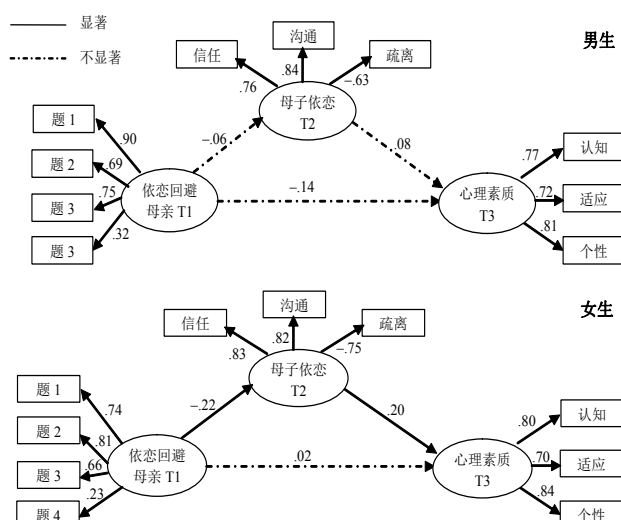 显著
不显著
男生
信任
沟通
疏离
.76
.84
−.63
母子依恋
T2
题 1
题 2
题 3
题 3
.90
.69
.75
.32
依恋回避
母亲 T1
−.06
.08
−.14
心理素质
T3
.77
.72
.81
认知
适应
个性
女生
信任
沟通
疏离
.83
.82
−.75
母子依恋
T2
题 1
题 2
题 3
题 4
.74
.81
.66
.23
依恋回避
母亲 T1
−.22
.20
.02
心理素质
T3
.80
.70
.84
认知
适应
个性